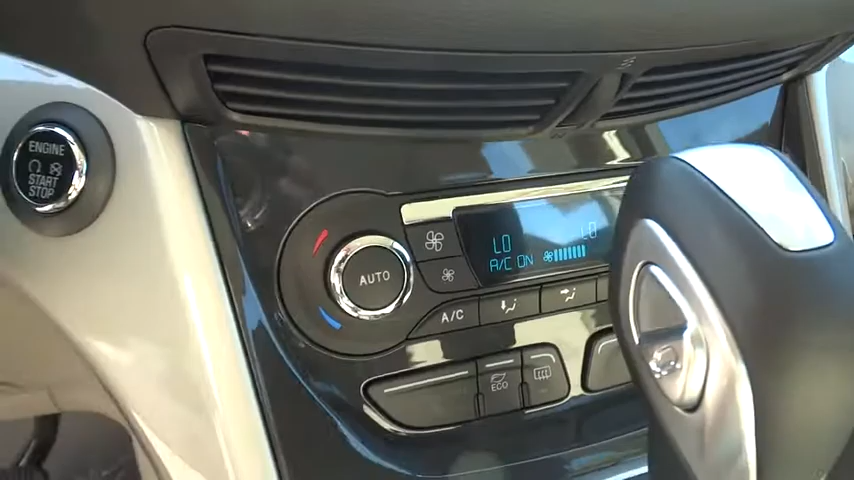 ENGINE
START
STOP
LO
LO
A/C ON
AUTO
A/C
ECO